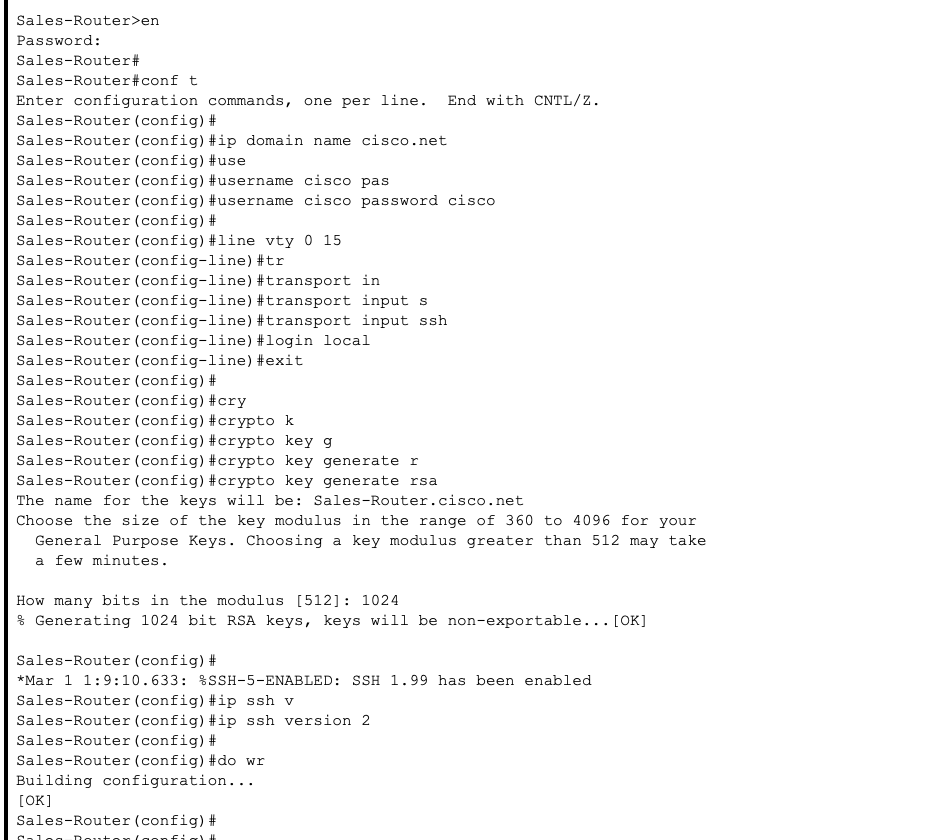 Sales-Router>en
Password:
Sales-Router#
Sales-Router#conf t
Enter configuration commands, one per line.  End with CNTL/Z.
Sales-Router(config)#
Sales-Router(config)#ip domain name cisco.net
Sales-Router(config)#use
Sales-Router(config)#username cisco pas
Sales-Router(config)#username cisco password cisco
Sales-Router(config)#
Sales-Router(config)#line vty 0 15
Sales-Router(config-line)#tr
Sales-Router(config-line)#transport in
Sales-Router(config-line)#transport input s
Sales-Router(config-line)#transport input ssh
Sales-Router(config-line)#login local
Sales-Router(config-line)#exit
Sales-Router(config)#
Sales-Router(config)#cry
Sales-Router(config)#crypto k
Sales-Router(config)#crypto key g
Sales-Router(config)#crypto key generate r
Sales-Router(config)#crypto key generate rsa
The name for the keys will be: Sales-Router.cisco.net
Choose the size of the key modulus in the range of 360 to 4096 for your
  General Purpose Keys. Choosing a key modulus greater than 512 may take
  a few minutes.

How many bits in the modulus [512]: 1024
% Generating 1024 bit RSA keys, keys will be non-exportable...[OK]

Sales-Router(config)#
*Mar 1 1:9:10.633: %SSH-5-ENABLED: SSH 1.99 has been enabled
Sales-Router(config)#ip ssh v
Sales-Router(config)#ip ssh version 2
Sales-Router(config)#
Sales-Router(config)#do wr
Building configuration...
[OK]
Sales-Router(config)#
Sales-Router(config)#